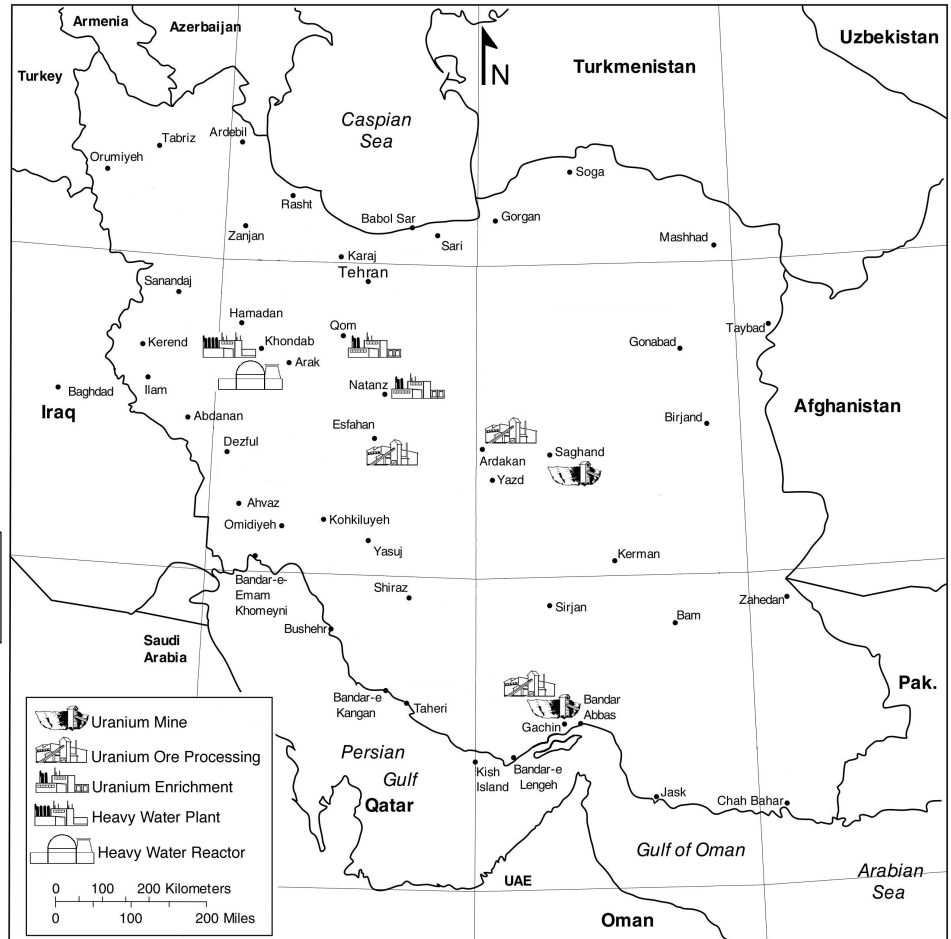 Armenia
Azerbaijan
Uzbekistan
Turkey
Turkmenistan
N
Caspian
Sea
Tabriz
Ardebil
Orumiyeh
Soga
Rasht
Babol Sar
Gorgan
Zanjan
Sari
Mashhad
Karaj
Tehran
Sanandaj
Hamadan
Qom
Taybad
Kerend
Khondab
Gonabad
Arak
Baghdad
Ilam
Natanz
Iraq
Abdanan
Afghanistan
Esfahan
Birjand
Dezful
Ardakan
Saghand
Yazd
Ahvaz
Omidiyeh
Kohkiluyeh
Yasuj
Kerman
Bandar-e-
Emam
Khomeyni
Shiraz
Sirjan
Zahedan
Bam
Bushehr
Saudi
Arabia
Pak.
Bandar-e
Kangan
Taheri
Bandar
Abbas
Gachin
Persian
Gulf
Qatar
Kish
Island
Bandar-e
Lengeh
Jask
Chah Bahar
Gulf of Oman
Arabian
Sea
UAE
Oman
Uranium Mine
Uranium Ore Processing
Uranium Enrichment
Heavy Water Plant
Heavy Water Reactor
0 100 200 Kilometers
0 100 200 Miles